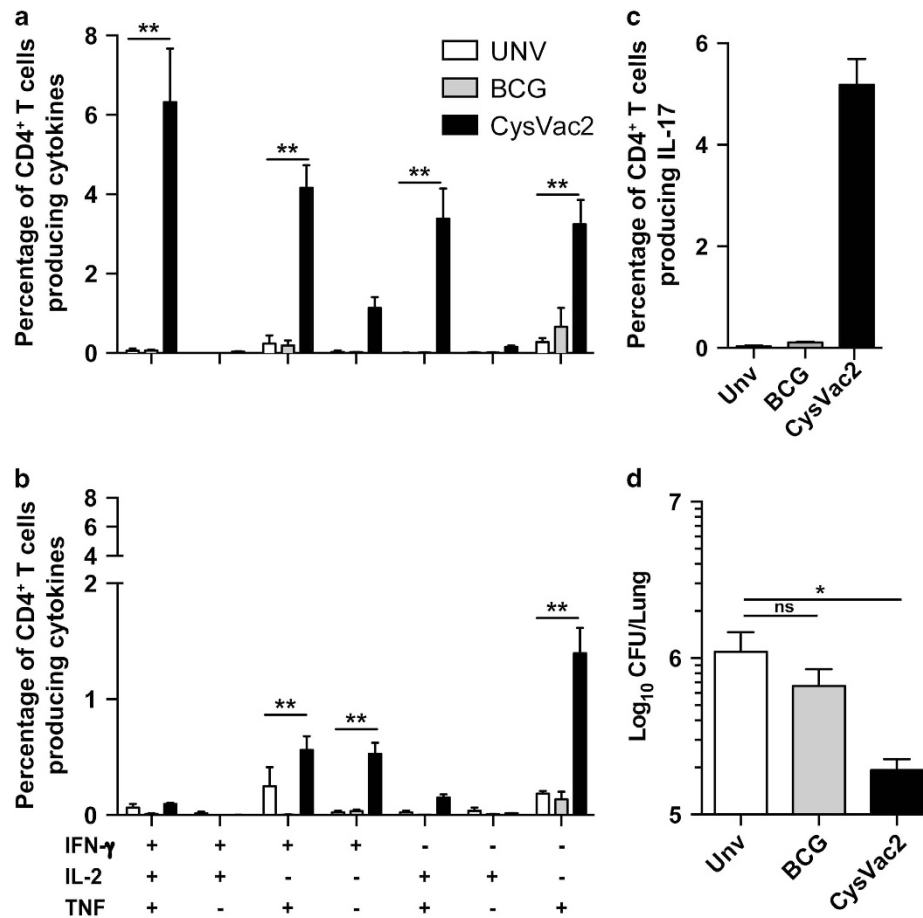 a
Percentage of CD4⁺ T cells
producing cytokines
8
6
4
2
0
**
**
**
**
UNV
BCG
CysVac2
c
Percentage of CD4⁺ T cells
producing IL-17
6
4
2
0
Unv
BCG
CysVac2
b
Percentage of CD4⁺ T cells
producing cytokines
8
6
4
2
1
0
**
**
**
IFN-γ + + + + - - -
IL-2 + + - - + + -
TNF + - + - + - +
d
Log₁₀ CFU/Lung
7
6
5
*
ns
Unv
BCG
CysVac2